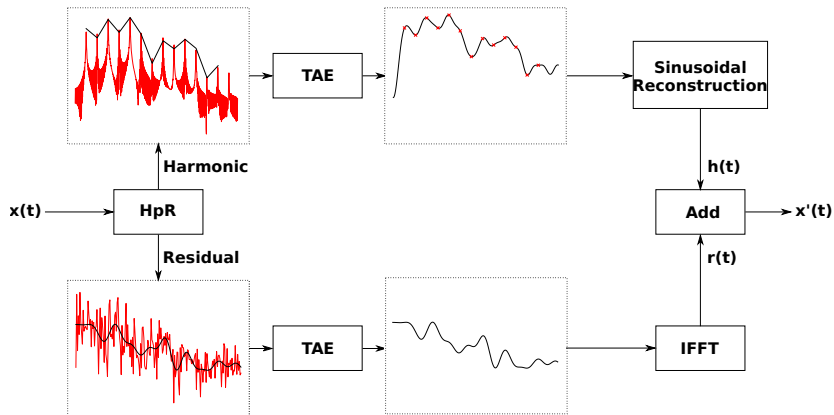 TAE
Sinusoidal
Reconstruction
Harmonic
h(t)
x(t)
HpR
Add
x'(t)
Residual
r(t)
TAE
IFFT